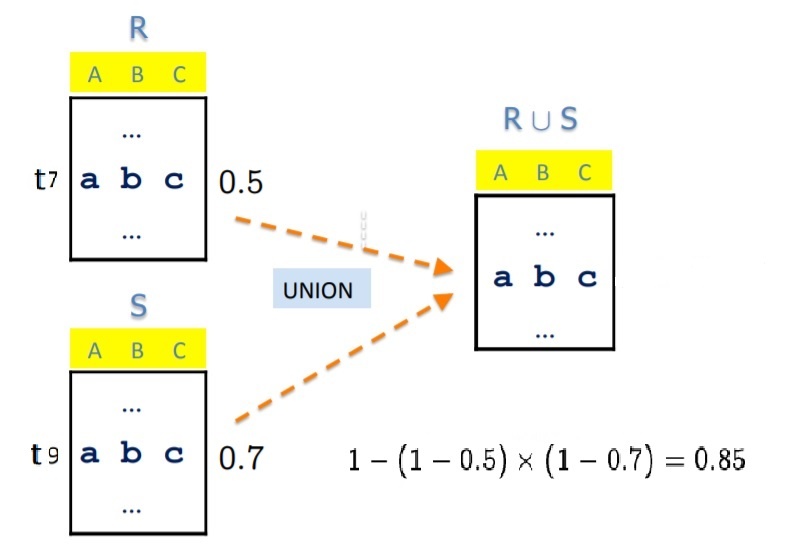 R
A B C
...
t7 a b c 0.5
...
S
A B C
...
t9 a b c 0.7
...
UNION
R ∪ S
A B C
...
a b c
...
1 − (1 − 0.5) × (1 − 0.7) = 0.85